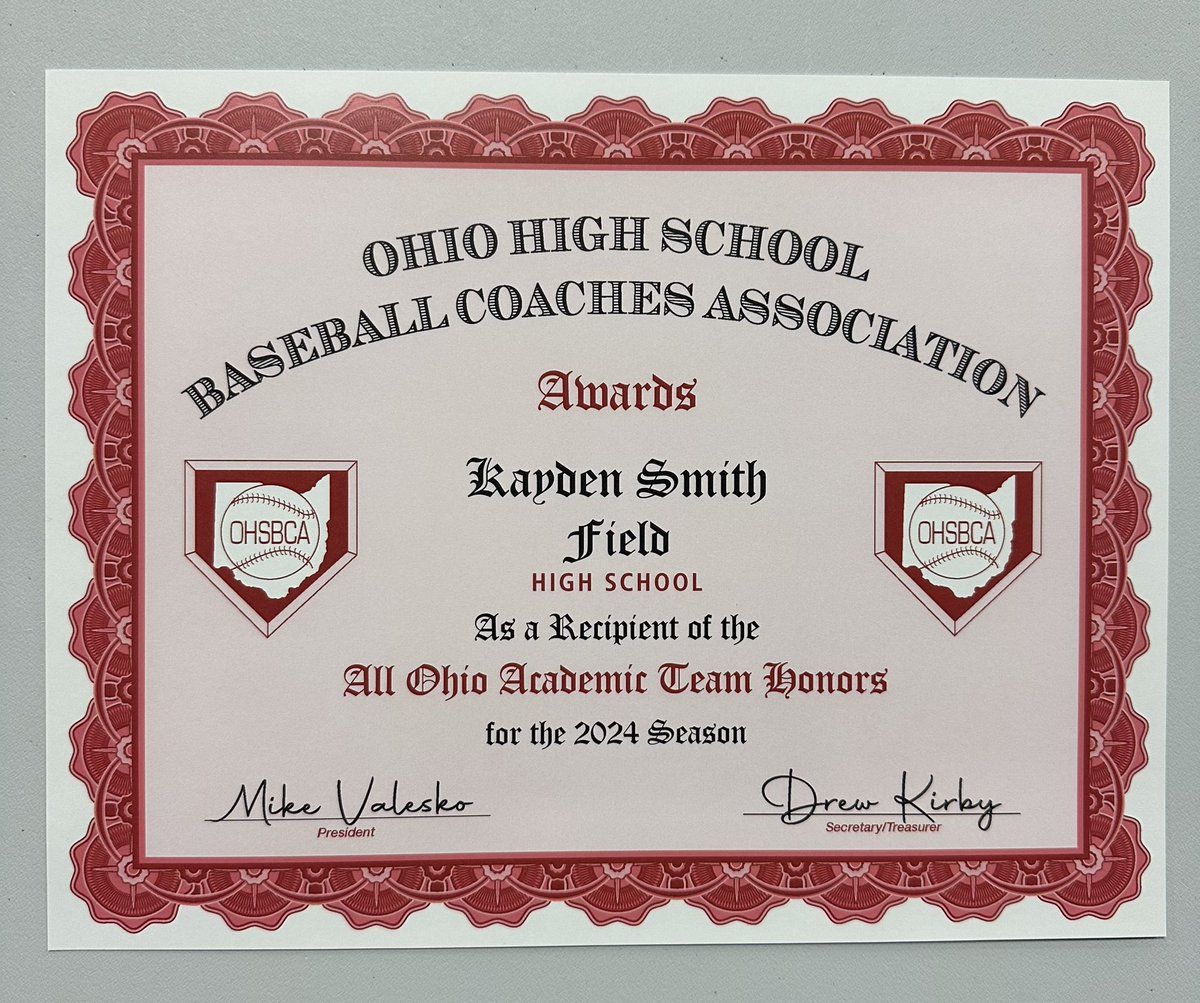 OHIO HIGH SCHOOL
BASEBALL COACHES ASSOCIATION
Awards
Kayden Smith
Field
HIGH SCHOOL
OHSBCA
OHSBCA
As a Recipient of the
All Ohio Academic Team Honors
for the 2024 Season
Mike Valesko
President
Drew Kirby
Secretary/Treasurer